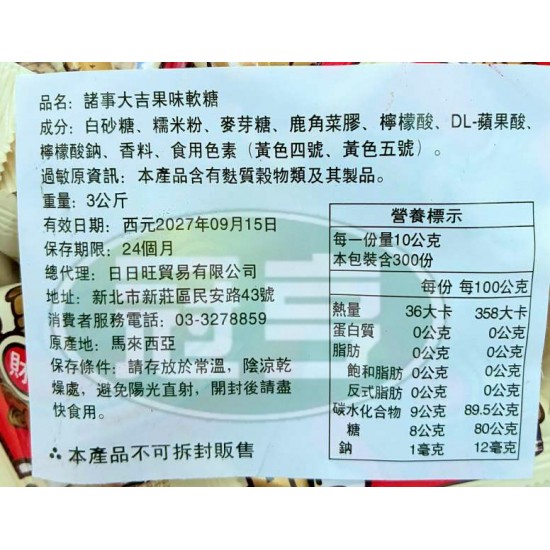 品名: 諸事大吉果味軟糖
成分: 白砂糖、糯米粉、麥芽糖、鹿角菜膠、檸檬酸、DL-蘋果酸、
檸檬酸鈉、香料、食用色素 (黃色四號、黃色五號) 。
過敏原資訊: 本產品含有麩質穀物類及其製品。
重量: 3公斤
有效日期: 西元2027年09月15日
保存期限: 24個月
總代理: 日日旺貿易有限公司
地址: 新北市新莊區民安路43號
消費者服務電話: 03-3278859
原產地: 馬來西亞
保存條件: 請存放於常溫, 陰涼乾
燥處, 避免陽光直射, 開封後請盡
快食用。
∴ 本產品不可拆封販售
營養標示
每一份量10公克
本包裝含300份
每份 每100公克
熱量 36大卡 358大卡
蛋白質 0公克 0公克
脂肪 0公克 0公克
飽和脂肪 0公克 0公克
反式脂肪 0公克 0公克
碳水化合物 9公克 89.5公克
糖 8公克 80公克
鈉 1毫克 12毫克
財